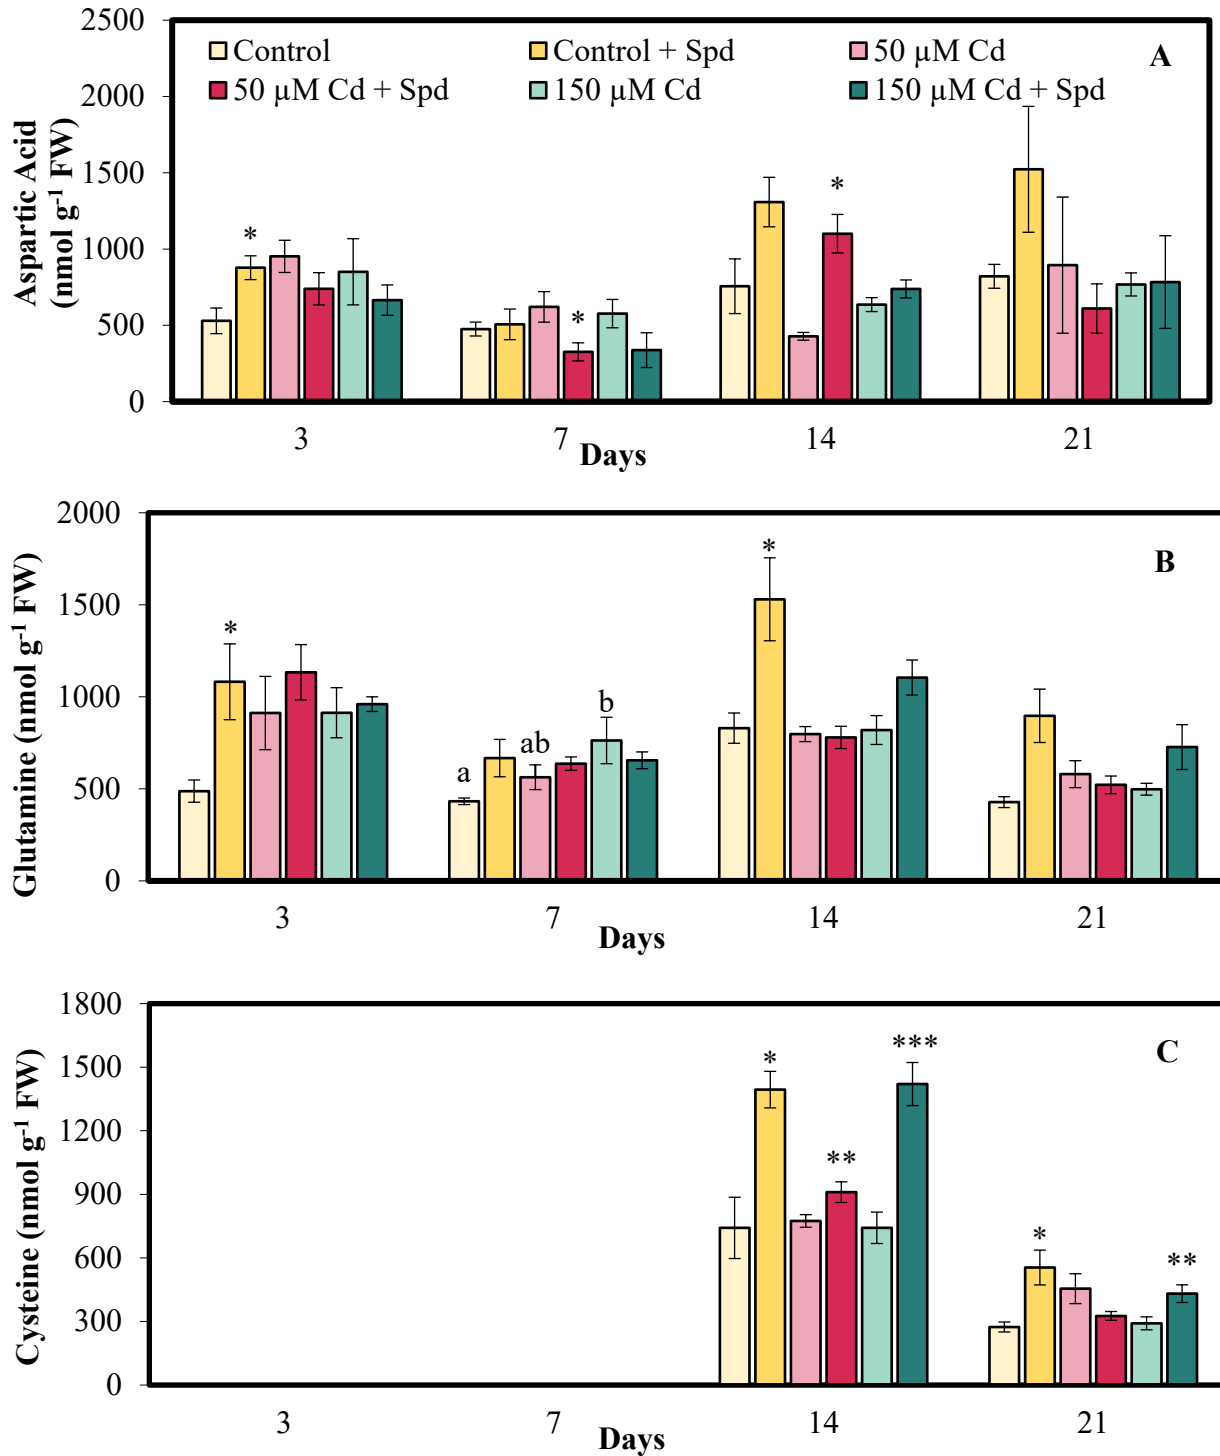 2500
Control
Control + Spd
50 µM Cd
A
50 µM Cd + Spd
150 µM Cd
150 µM Cd + Spd
2000
1500
1000
500
0
Aspartic Acid
(nmol g-1 FW)
*
*
*
3
7
14
21
Days
2000
B
1500
1000
500
0
Glutamine (nmol g-1 FW)
*
a
ab
b
*
3
7
14
21
Days
1800
C
1500
1200
900
600
300
0
Cysteine (nmol g-1 FW)
*
**
***
*
**
3
7
14
21
Days